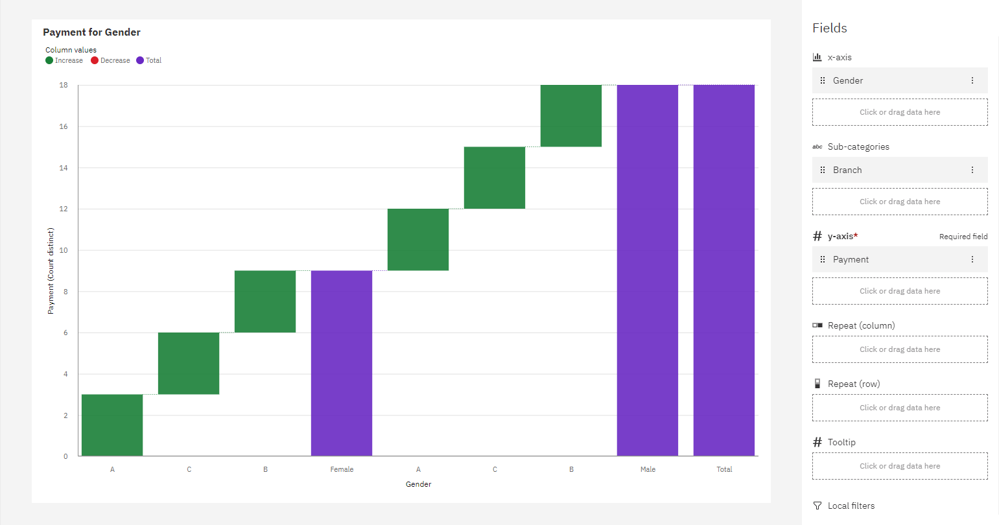 Payment for Gender
Column values
Increase Decrease Total
18
16
14
12
10
8
6
4
2
0
Payment (Count distinct)
A C B Female A C B Male Total
Gender
Fields
x-axis
Gender
Click or drag data here
abc Sub-categories
Branch
Click or drag data here
# y-axis* Required field
Payment
Click or drag data here
Repeat (column)
Click or drag data here
Repeat (row)
Click or drag data here
# Tooltip
Click or drag data here
Local filters